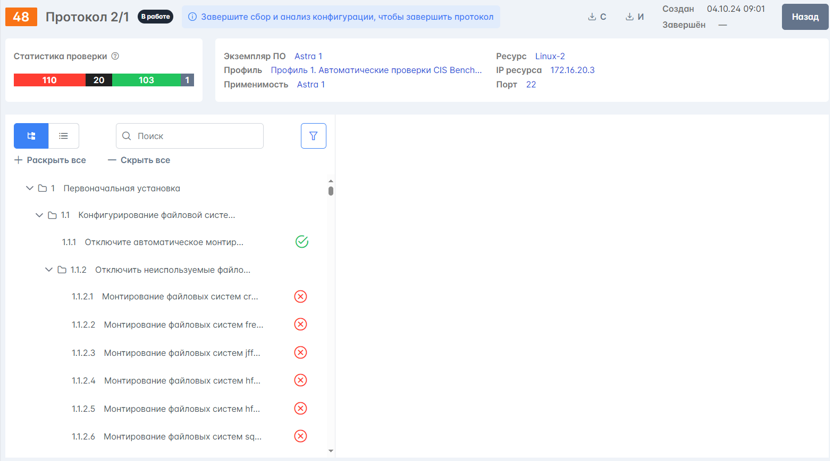 48 Протокол 2/1 В работе Завершите сбор и анализ конфигурации, чтобы завершить протокол С И Создан 04.10.24 09:01 Назад
Завершён —
Статистика проверки
110 20 103 1
Экземпляр ПО Astra 1 Ресурс Linux-2
Профиль Профиль 1. Автоматические проверки CIS Bench... IP ресурса 172.16.20.3
Применимость Astra 1 Порт 22
Поиск
Раскрыть все Скрыть все
1 Первоначальная установка
1.1 Конфигурирование файловой систе...
1.1.1 Отключите автоматическое монтир...
1.1.2 Отключить неиспользуемые файло...
1.1.2.1 Монтирование файловых систем cr...
1.1.2.2 Монтирование файловых систем fre...
1.1.2.3 Монтирование файловых систем jff...
1.1.2.4 Монтирование файловых систем hf...
1.1.2.5 Монтирование файловых систем hf...
1.1.2.6 Монтирование файловых систем sq...